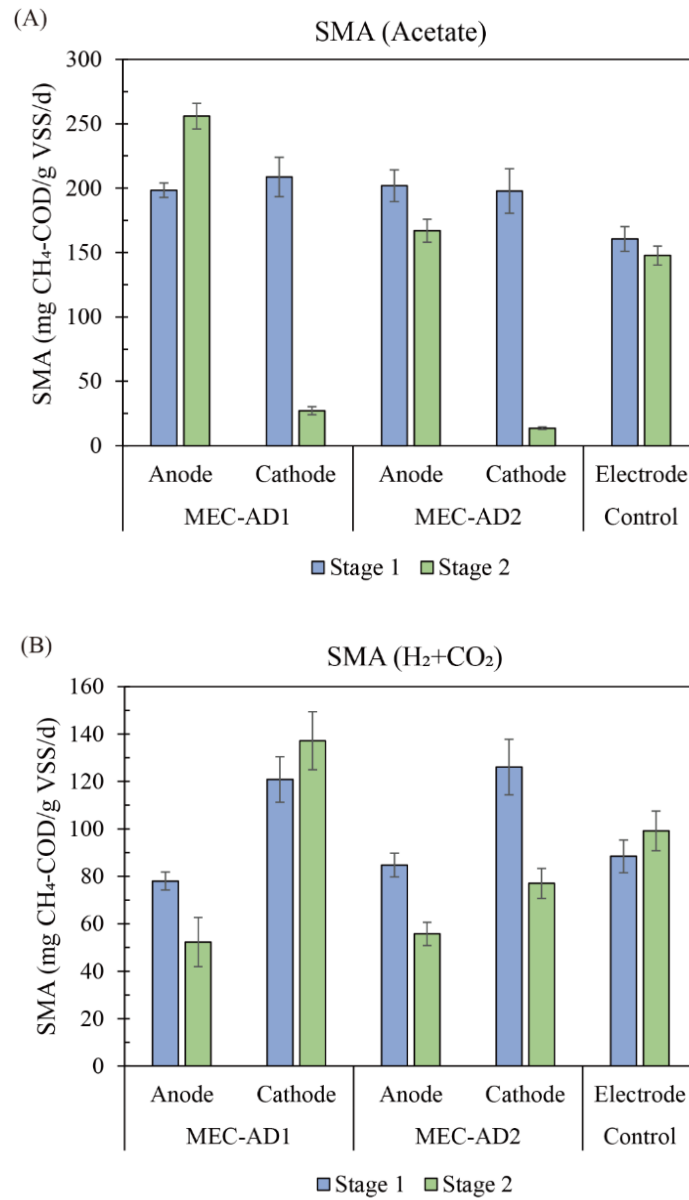 (A)
SMA (Acetate)
SMA (mg CH₄-COD/g VSS/d)
300
250
200
150
100
50
0
Anode Cathode Anode Cathode Electrode
MEC-AD1 MEC-AD2 Control
Stage 1 Stage 2
(B)
SMA (H₂+CO₂)
SMA (mg CH₄-COD/g VSS/d)
160
140
120
100
80
60
40
20
0
Anode Cathode Anode Cathode Electrode
MEC-AD1 MEC-AD2 Control
Stage 1 Stage 2